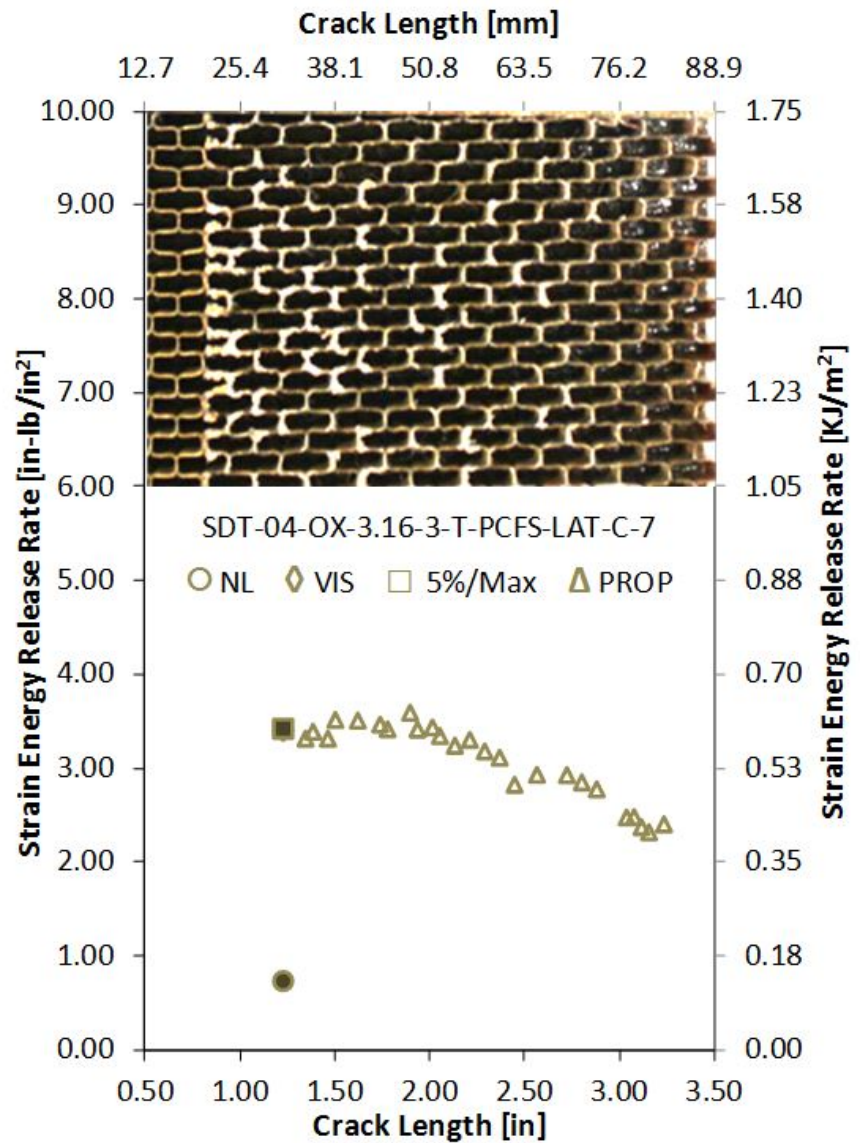 Crack Length [mm]
12.7 25.4 38.1 50.8 63.5 76.2 88.9
10.00 1.75
9.00 1.58
8.00 1.40
7.00 1.23
6.00 1.05
SDT-04-OX-3.16-3-T-PCFS-LAT-C-7
5.00 0.88
NL VIS 5%/Max PROP
4.00 0.70
3.00 0.53
2.00 0.35
1.00 0.18
0.00 0.00
Strain Energy Release Rate [in-lb/in²]
Strain Energy Release Rate [KJ/m²]
0.50 1.00 1.50 2.00 2.50 3.00 3.50
Crack Length [in]